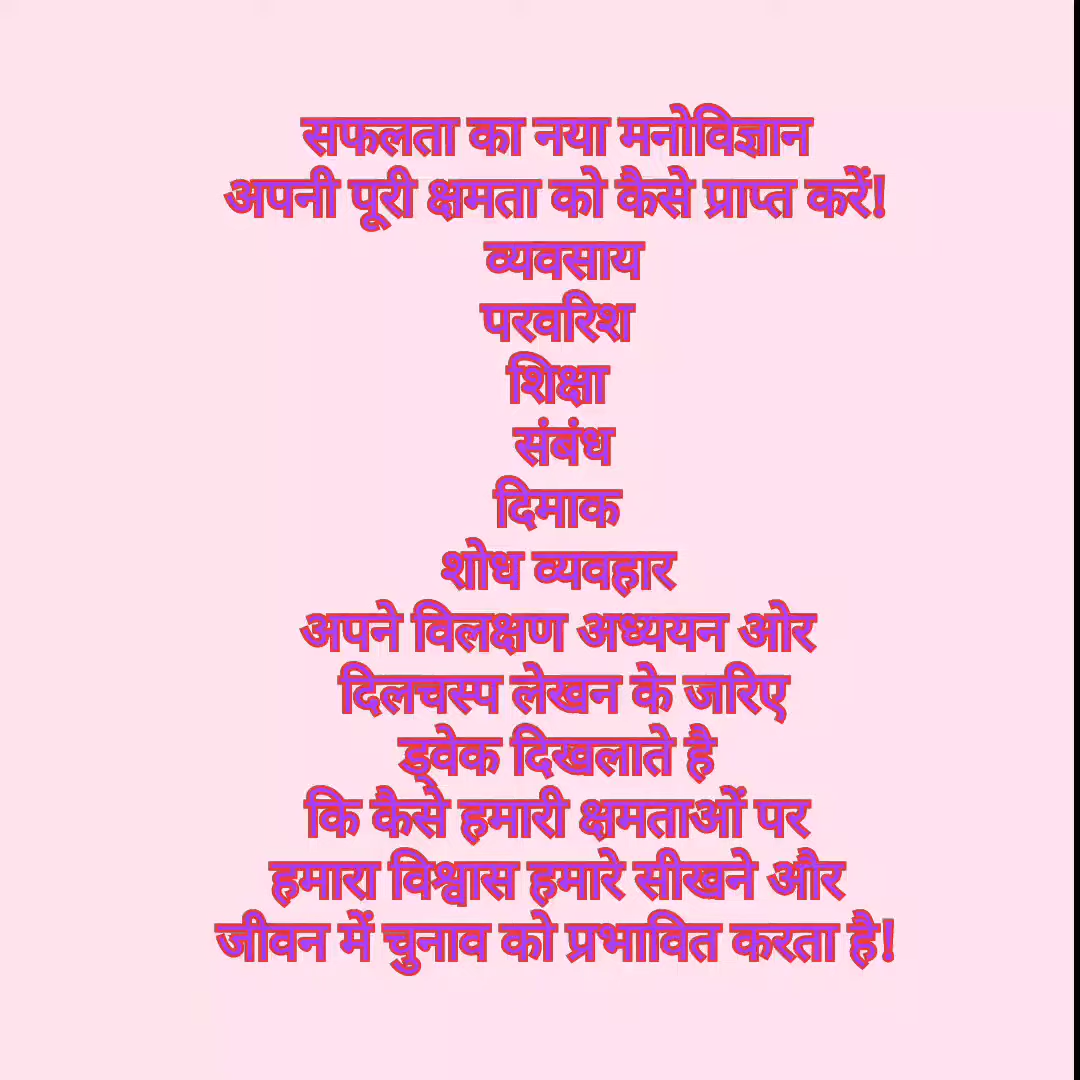 सफलता का नया मनोविज्ञान
अपनी पूरी क्षमता को कैसे प्राप्त करें!
व्यवसाय
परवरिश
शिक्षा
संबंध
दिमाक
शोध व्यवहार
अपने विलक्षण अध्ययन ओर
दिलचस्प लेखन के जरिए
ड्वेक दिखलाते है
कि कैसे हमारी क्षमताओं पर
हमारा विश्वास हमारे सीखने और
जीवन में चुनाव को प्रभावित करता है!